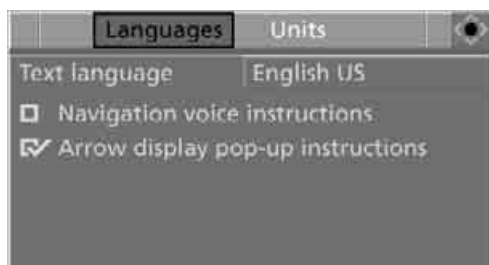 Languages Units
Text language English US
Navigation voice instructions
Arrow display pop-up instructions